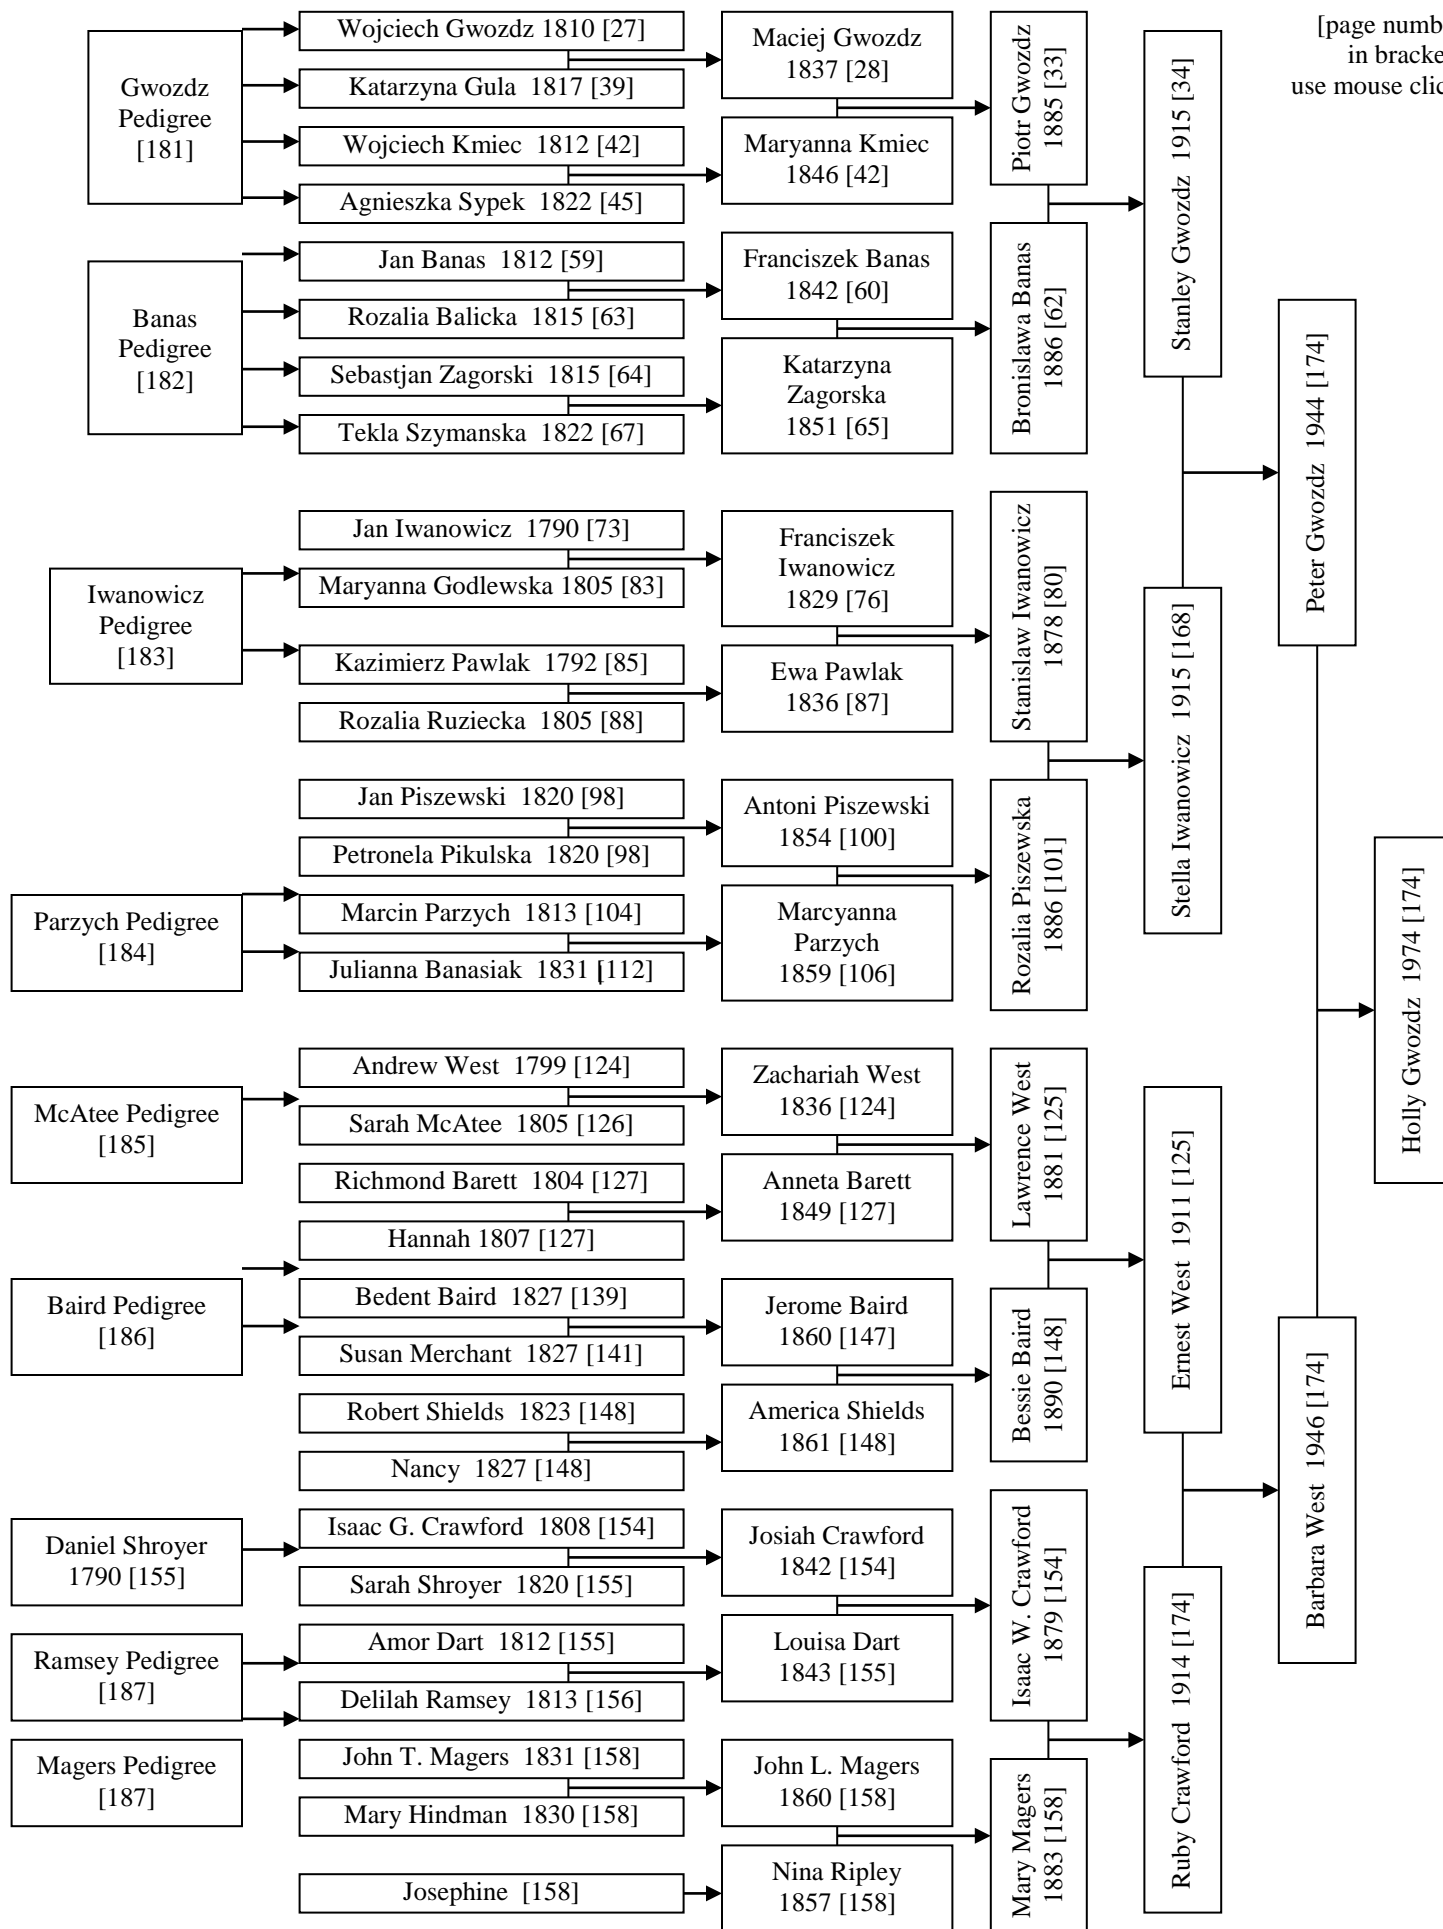 Gwozdz
Pedigree
[181]
Banas
Pedigree
[182]
Iwanowicz
Pedigree
[183]
Parzych Pedigree
[184]
McAtee Pedigree
[185]
Baird Pedigree
[186]
Daniel Shroyer
1790 [155]
Ramsey Pedigree
[187]
Magers Pedigree
[187]
Wojciech Gwozdz 1810 [27]
Katarzyna Gula 1817 [39]
Wojciech Kmiec 1812 [42]
Agnieszka Sypek 1822 [45]
Jan Banas 1812 [59]
Rozalia Balicka 1815 [63]
Sebastjan Zagorski 1815 [64]
Tekla Szymanska 1822 [67]
Jan Iwanowicz 1790 [73]
Maryanna Godlewska 1805 [83]
Kazimierz Pawlak 1792 [85]
Rozalia Ruziecka 1805 [88]
Jan Piszewski 1820 [98]
Petronela Pikulska 1820 [98]
Marcin Parzych 1813 [104]
Julianna Banasiak 1831 [112]
Andrew West 1799 [124]
Sarah McAtee 1805 [126]
Richmond Barett 1804 [127]
Hannah 1807 [127]
Bedent Baird 1827 [139]
Susan Merchant 1827 [141]
Robert Shields 1823 [148]
Nancy 1827 [148]
Isaac G. Crawford 1808 [154]
Sarah Shroyer 1820 [155]
Amor Dart 1812 [155]
Delilah Ramsey 1813 [156]
John T. Magers 1831 [158]
Mary Hindman 1830 [158]
Josephine [158]
Maciej Gwozdz
1837 [28]
Maryanna Kmiec
1846 [42]
Franciszek Banas
1842 [60]
Katarzyna
Zagorska
1851 [65]
Franciszek
Iwanowicz
1829 [76]
Ewa Pawlak
1836 [87]
Antoni Piszewski
1854 [100]
Marcyanna
Parzych
1859 [106]
Zachariah West
1836 [124]
Anneta Barett
1849 [127]
Jerome Baird
1860 [147]
America Shields
1861 [148]
Josiah Crawford
1842 [154]
Louisa Dart
1843 [155]
John L. Magers
1860 [158]
Nina Ripley
1857 [158]
Piotr Gwozdz
1885 [33]
Bronislawa Banas
1886 [62]
Stanislaw Iwanowicz
1878 [80]
Rozalia Piszewska
1886 [101]
Lawrence West
1881 [125]
Bessie Baird
1890 [148]
Isaac W. Crawford
1879 [154]
Mary Magers
1883 [158]
Stanley Gwozdz 1915 [34]
Stella Iwanowicz 1915 [168]
Ernest West 1911 [125]
Ruby Crawford 1914 [174]
Peter Gwozdz 1944 [174]
Barbara West 1946 [174]
Holly Gwozdz 1974 [174]
[page numb
in bracke
use mouse clic